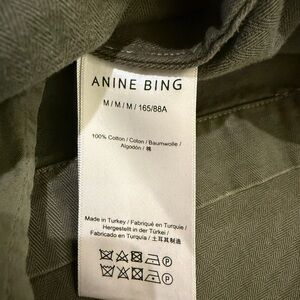 ANINE BING
M / M / M / 165/88A
100% Cotton / Coton / Baumwolle /
Algodón / 棉
Made in Turkey / Fabriqué en Turquie /
Hergestellt in der Türkei /
Fabricado en Turquía / 土耳其制造